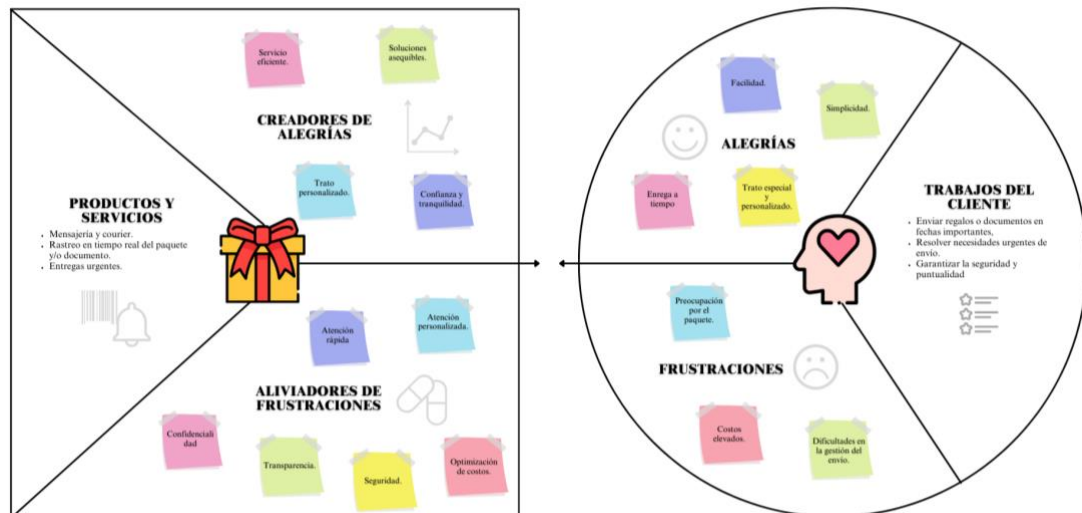 Servicio
eficiente.
Soluciones
asequibles.
CREADORES DE
ALEGRÍAS
Trato
personalizado.
Confianza y
tranquilidad.
PRODUCTOS Y
SERVICIOS
Mensajería y courier.
Rastreo en tiempo real del paquete
y/o documento.
Entregas urgentes.
Atención
rápida
Atención
personalizada.
ALIVIADORES DE
FRUSTRACIONES
Confidenciali
dad
Transparencia.
Seguridad.
Optimización
de costos.
Facilidad.
Simplicidad.
ALEGRÍAS
Enrega a
tiempo
Trato especial
y
personalizado.
TRABAJOS DEL
CLIENTE
Enviar regalos o documentos en
fechas importantes,
Resolver necesidades urgentes de
envío.
Garantizar la seguridad y
puntualidad
Preocupación
por el
paquete.
FRUSTRACIONES
Costos
elevados.
Dificultades en
la gestión del
envío.